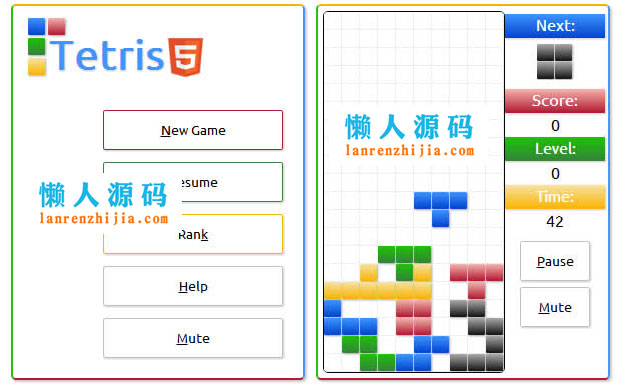 Tetris 5
New Game
esume
懒人源码
lanrenzhijia.com
Rank
Help
Mute
懒人源码
lanrenzhijia.com
Next:
Score:
0
Level:
0
Time:
42
Pause
Mute